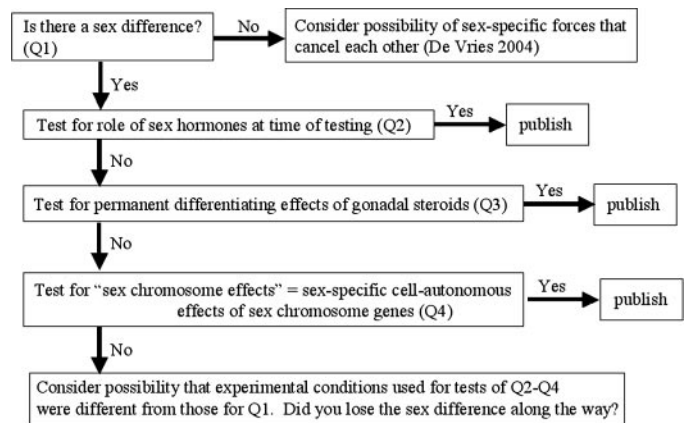 Is there a sex difference?
(Q1)
No
Consider possibility of sex-specific forces that
cancel each other (De Vries 2004)
Yes
Test for role of sex hormones at time of testing (Q2)
Yes
publish
No
Test for permanent differentiating effects of gonadal steroids (Q3)
Yes
publish
No
Test for “sex chromosome effects” = sex-specific cell-autonomous
effects of sex chromosome genes (Q4)
Yes
publish
No
Consider possibility that experimental conditions used for tests of Q2-Q4
were different from those for Q1. Did you lose the sex difference along the way?